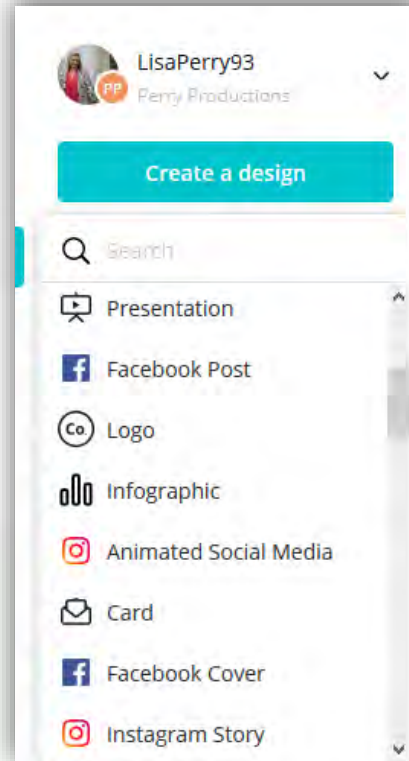 LisaPerry93
PP
Perry Productions
Create a design
Search
Presentation
Facebook Post
Co.
Logo
Infographic
Animated Social Media
Card
Facebook Cover
Instagram Story